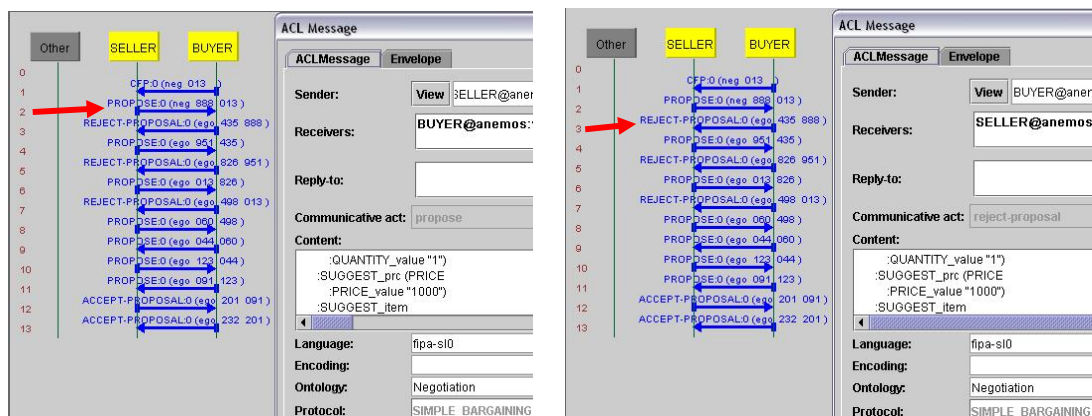 ACL Message
Other
SELLER
BUYER
ACLMessage
Envelope
0
CFP:0 (neg 013 )
1
Sender:
View
SELLER@aner
PROPOSE:0 (neg 888 013 )
2
REJECT-PROPOSAL:0 (ego 435 888 )
3
Receivers:
BUYER@anemos:
PROPOSE:0 (ego 951 435 )
4
REJECT-PROPOSAL:0 (ego 826 951 )
5
PROPOSE:0 (ego 013 826 )
6
Reply-to:
REJECT-PROPOSAL:0 (ego 498 013 )
7
PROPOSE:0 (ego 060 498 )
8
Communicative act:
propose
PROPOSE:0 (ego 044 060 )
9
Content:
PROPOSE:0 (ego 123 044 )
10
:QUANTITY_value "1")
PROPOSE:0 (ego 091 123 )
11
:SUGGEST_prc (PRICE
ACCEPT-PROPOSAL:0 (ego 201 091 )
12
:PRICE_value "1000")
ACCEPT-PROPOSAL:0 (ego 232 201 )
13
:SUGGEST_item
Language:
fipa-sl0
Encoding:
Ontology:
Negotiation
Protocol:
SIMPLE BARGAINING
ACL Message
Other
SELLER
BUYER
ACLMessage
Envelope
0
CFP:0 (neg 013 )
1
Sender:
View
BUYER@aner
PROPOSE:0 (neg 888 013 )
2
REJECT-PROPOSAL:0 (ego 435 888 )
3
Receivers:
SELLER@anemos
PROPOSE:0 (ego 951 435 )
4
REJECT-PROPOSAL:0 (ego 826 951 )
5
PROPOSE:0 (ego 013 826 )
6
Reply-to:
REJECT-PROPOSAL:0 (ego 498 013 )
7
PROPOSE:0 (ego 060 498 )
8
Communicative act:
reject-proposal
PROPOSE:0 (ego 044 060 )
9
Content:
PROPOSE:0 (ego 123 044 )
10
:QUANTITY_value "1")
PROPOSE:0 (ego 091 123 )
11
:SUGGEST_prc (PRICE
ACCEPT-PROPOSAL:0 (ego 201 091 )
12
:PRICE_value "1000")
ACCEPT-PROPOSAL:0 (ego 232 201 )
13
:SUGGEST_item
Language:
fipa-sl0
Encoding:
Ontology:
Negotiation
Protocol:
SIMPLE BARGAINING